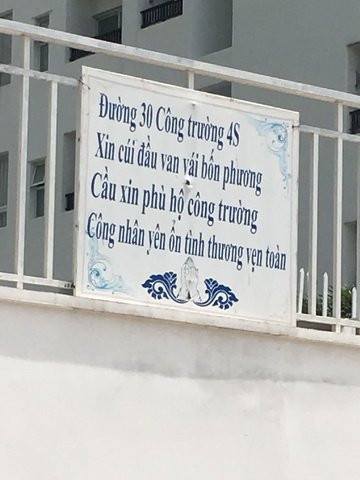 Đường 30 Công trường 4S
Xin cúi đầu van vái bốn phương
Cầu xin phù hộ công trường
Công nhân yên ổn tình thương vẹn toàn